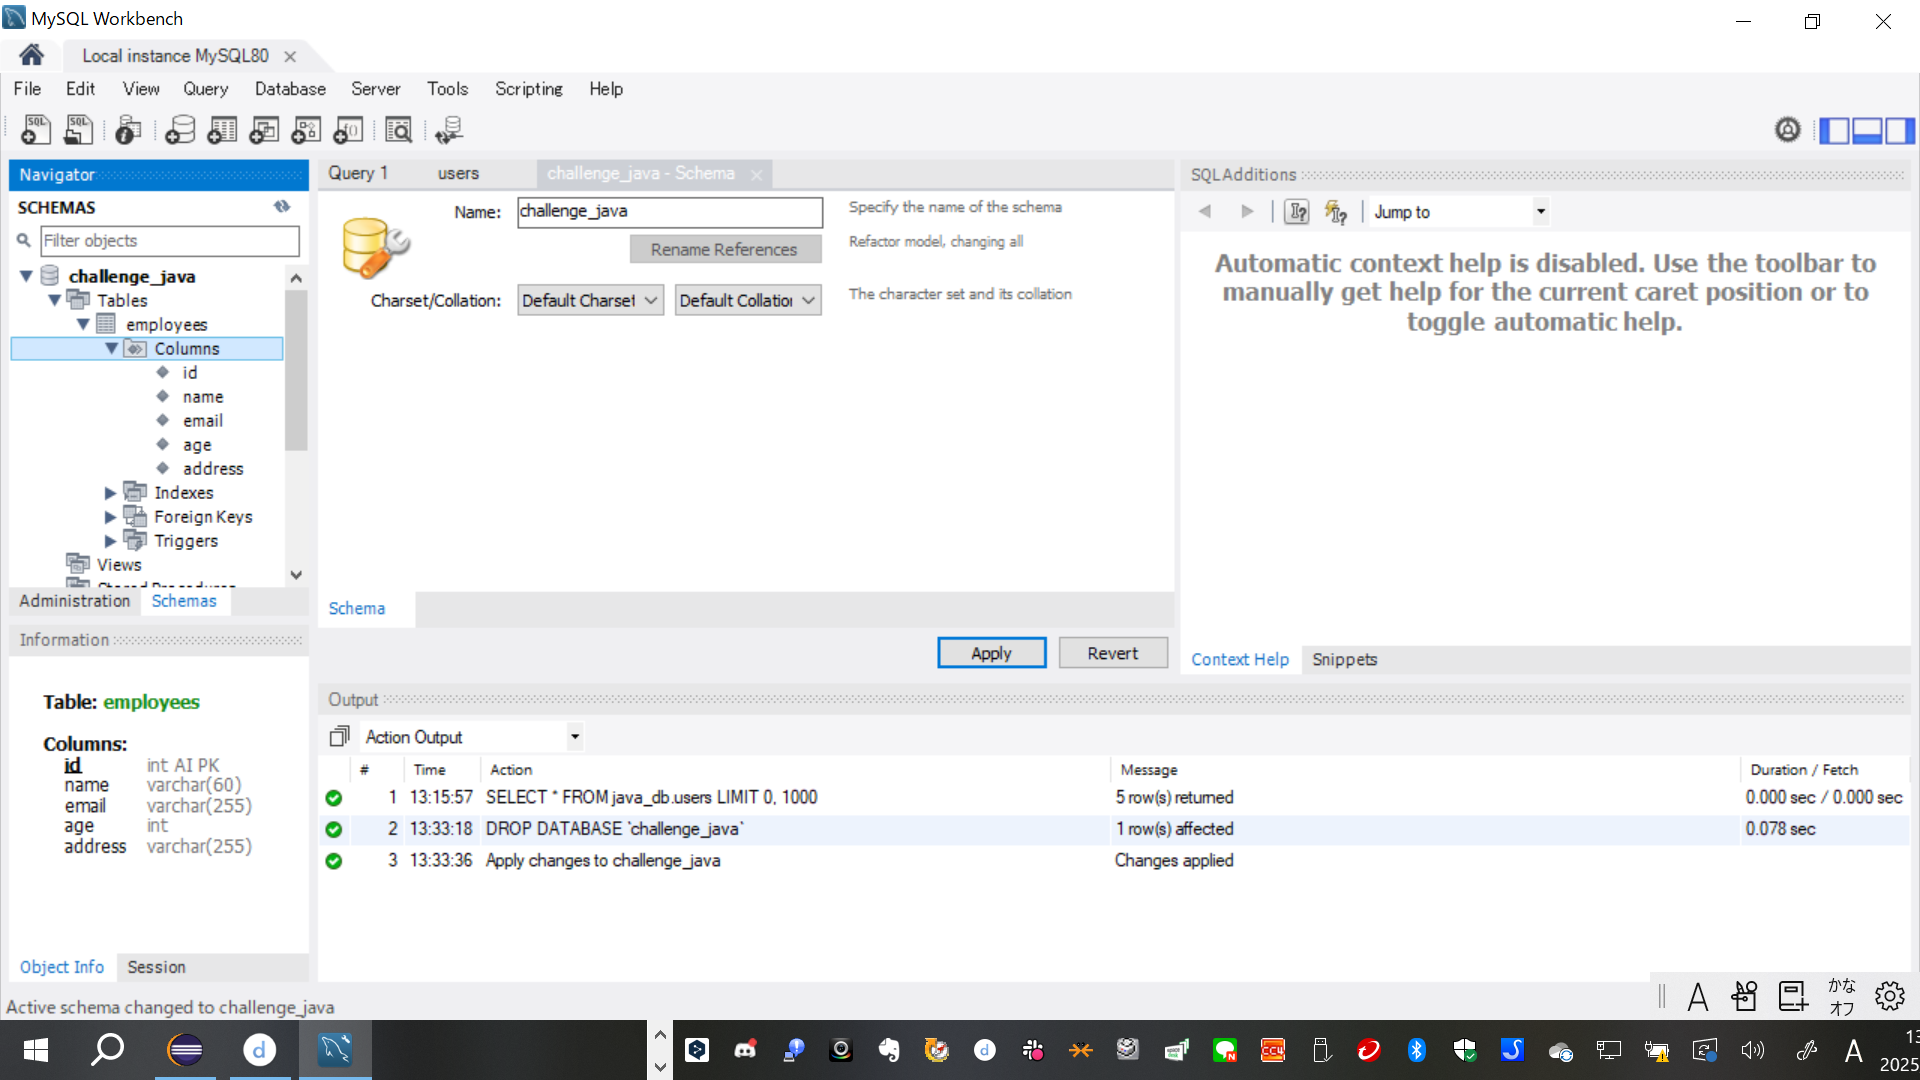 MySQL Workbench
Local instance MySQL80
File Edit View Query Database Server Tools Scripting Help
Navigator
SCHEMAS
Filter objects
challenge_java
Tables
employees
Columns
id
name
email
age
address
Indexes
Foreign Keys
Triggers
Views
Stored Procedures
Administration Schemas
Information
Table: employees
Columns:
id int AI PK
name varchar(60)
email varchar(255)
age int
address varchar(255)
Object Info Session
Query 1 users challenge_java - Schema
Name: challenge_java Specify the name of the schema
Rename References Refactor model, changing all
Charset/Collation: Default Charset Default Collation The character set and its collation
Schema
Apply Revert
SQLAdditions
Jump to
Automatic context help is disabled. Use the toolbar to
manually get help for the current caret position or to
toggle automatic help.
Context Help Snippets
Output
Action Output
# Time Action Message Duration / Fetch
1 13:15:57 SELECT * FROM java_db.users LIMIT 0, 1000 5 row(s) returned 0.000 sec / 0.000 sec
2 13:33:18 DROP DATABASE `challenge_java` 1 row(s) affected 0.078 sec
3 13:33:36 Apply changes to challenge_java Changes applied
Active schema changed to challenge_java
A かな
オフ
A 13
2025